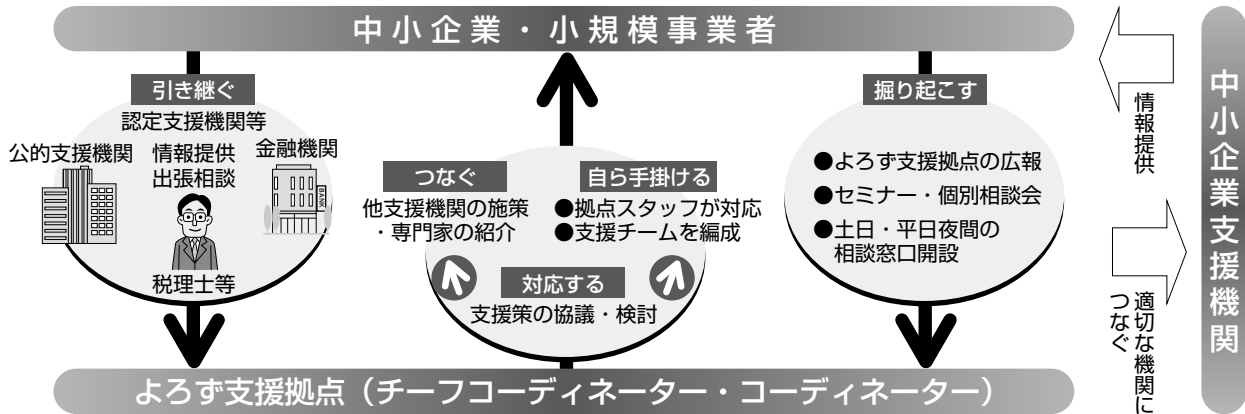 中小企業・小規模事業者
引き継ぐ
認定支援機関等
公的支援機関
情報提供
出張相談
金融機関
BANK
税理士等
つなぐ
他支援機関の施策
・専門家の紹介
自ら手掛ける
●拠点スタッフが対応
●支援チームを編成
対応する
支援策の協議・検討
掘り起こす
●よろず支援拠点の広報
●セミナー・個別相談会
●土日・平日夜間の
相談窓口開設
よろず支援拠点（チーフコーディネーター・コーディネーター）
情報提供
適切な機関に
つなぐ
中小企業支援機関